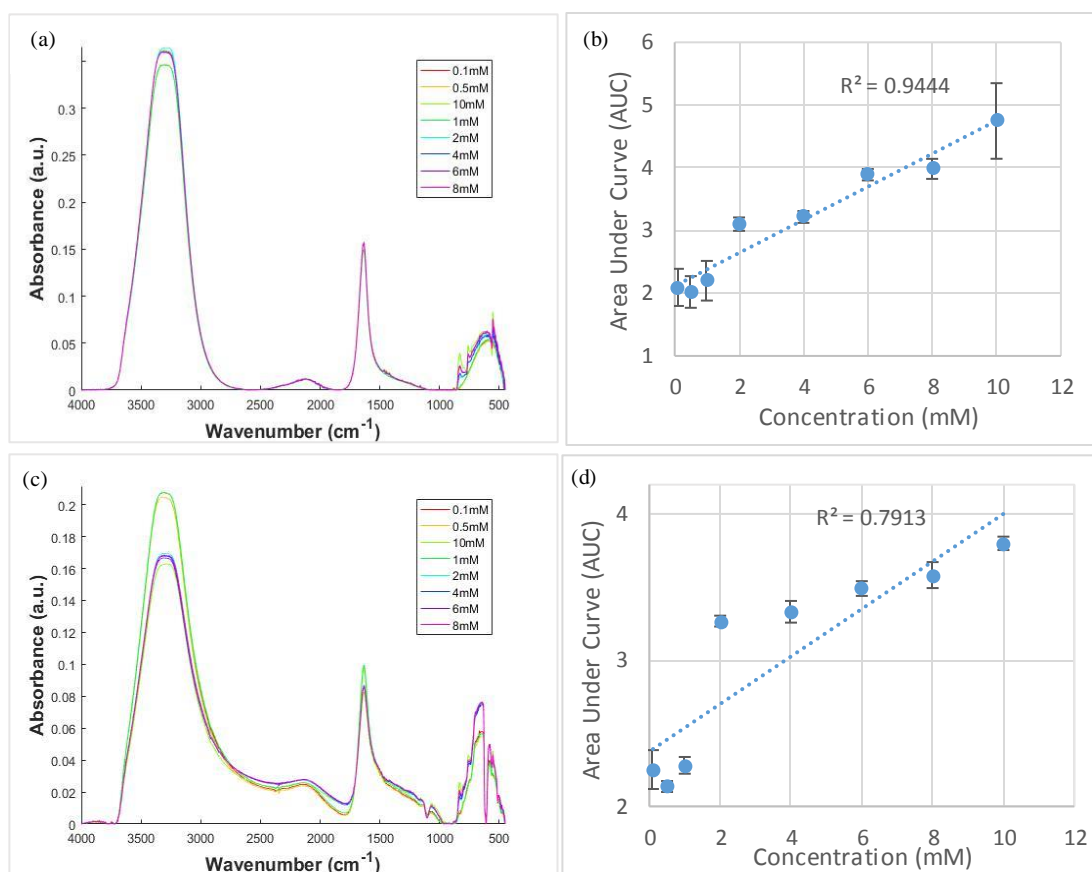 (a)
0.1mM
0.5mM
10mM
1mM
2mM
4mM
6mM
8mM
0.3
0.25
0.2
0.15
0.1
0.05
0
Absorbance (a.u.)
4000 3500 3000 2500 2000 1500 1000 500
Wavenumber (cm-1)
(b)
R² = 0.9444
6
5
4
3
2
1
Area Under Curve (AUC)
0 2 4 6 8 10 12
Concentration (mM)
(c)
0.1mM
0.5mM
10mM
1mM
2mM
4mM
6mM
8mM
0.2
0.18
0.16
0.14
0.12
0.1
0.08
0.06
0.04
0.02
0
Absorbance (a.u.)
4000 3500 3000 2500 2000 1500 1000 500
Wavenumber (cm-1)
(d)
R² = 0.7913
4
3
2
Area Under Curve (AUC)
0 2 4 6 8 10 12
Concentration (mM)